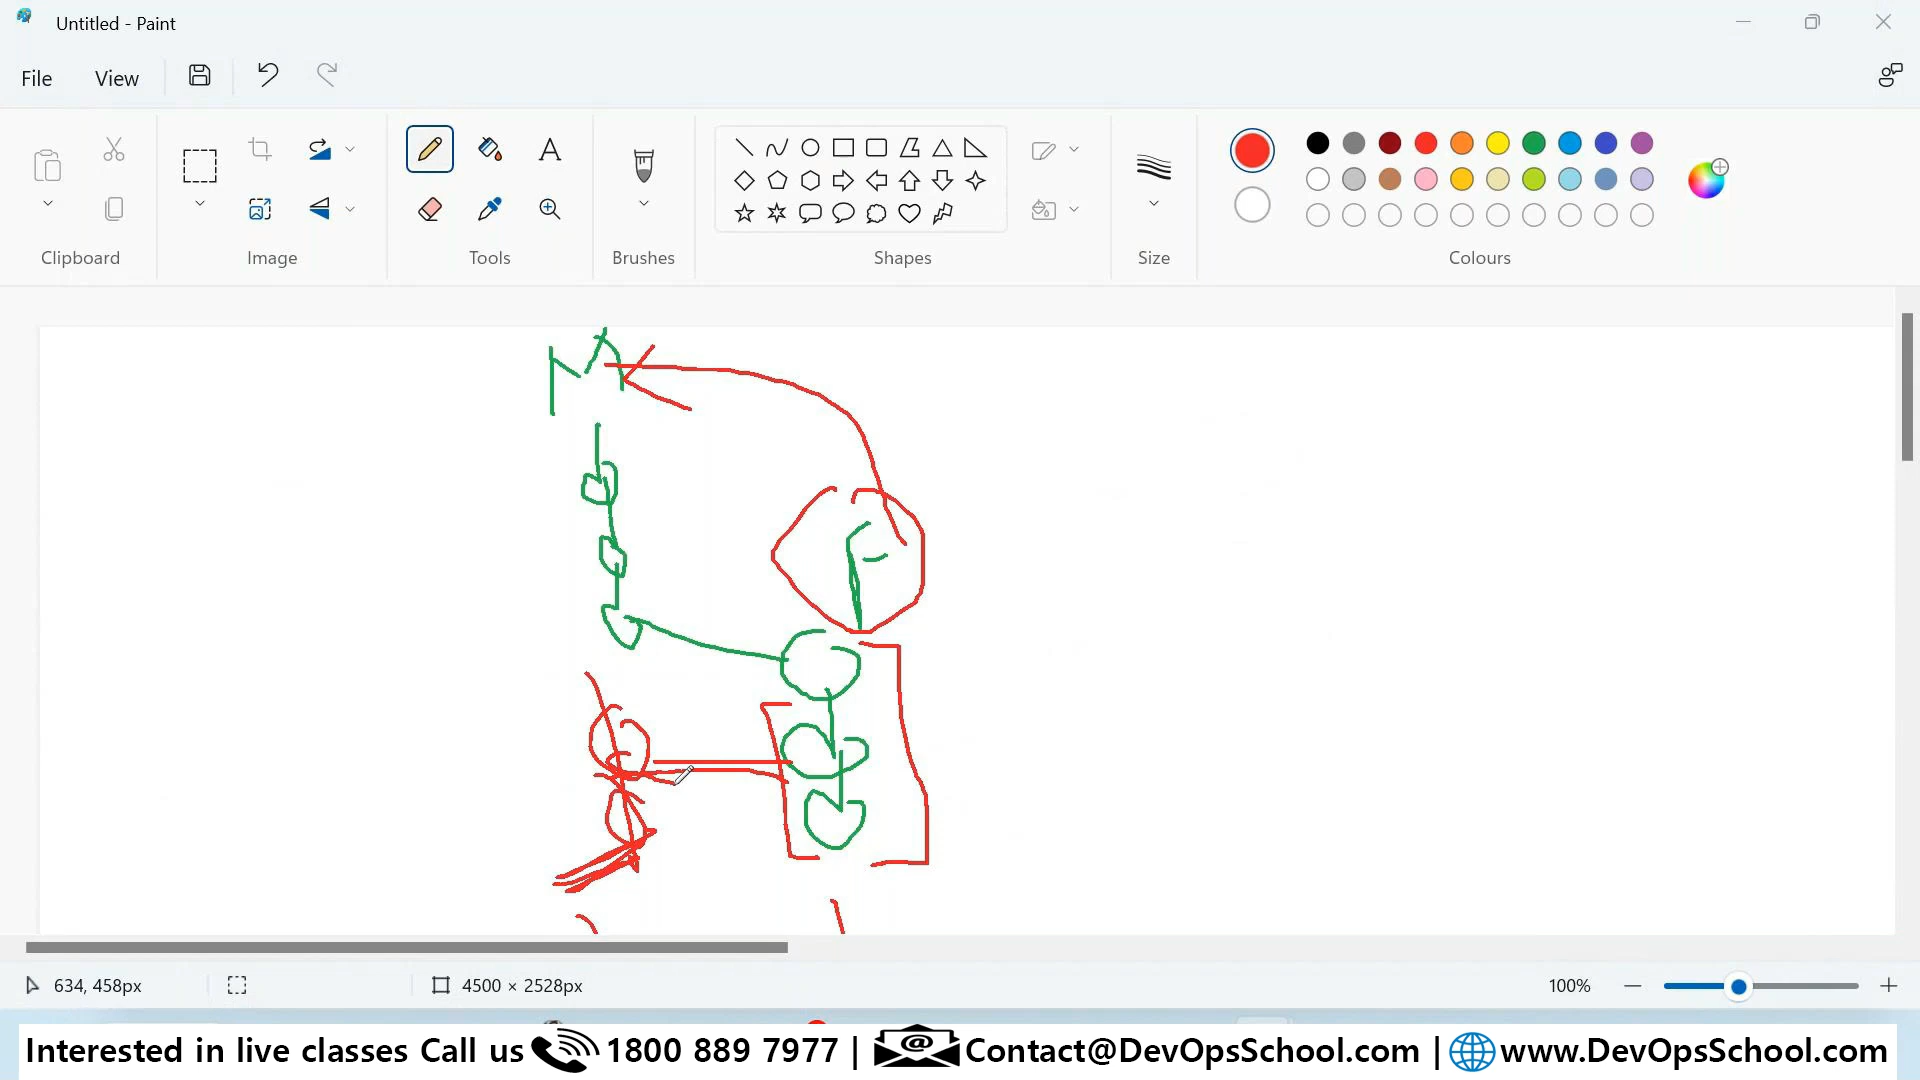 Untitled - Paint
File View
Clipboard
Image
Tools
Brushes
Shapes
Size
Colours
M
F
634, 458px
4500 × 2528px
100%
Interested in live classes Call us 1800 889 7977 | Contact@DevOpsSchool.com | www.DevOpsSchool.com